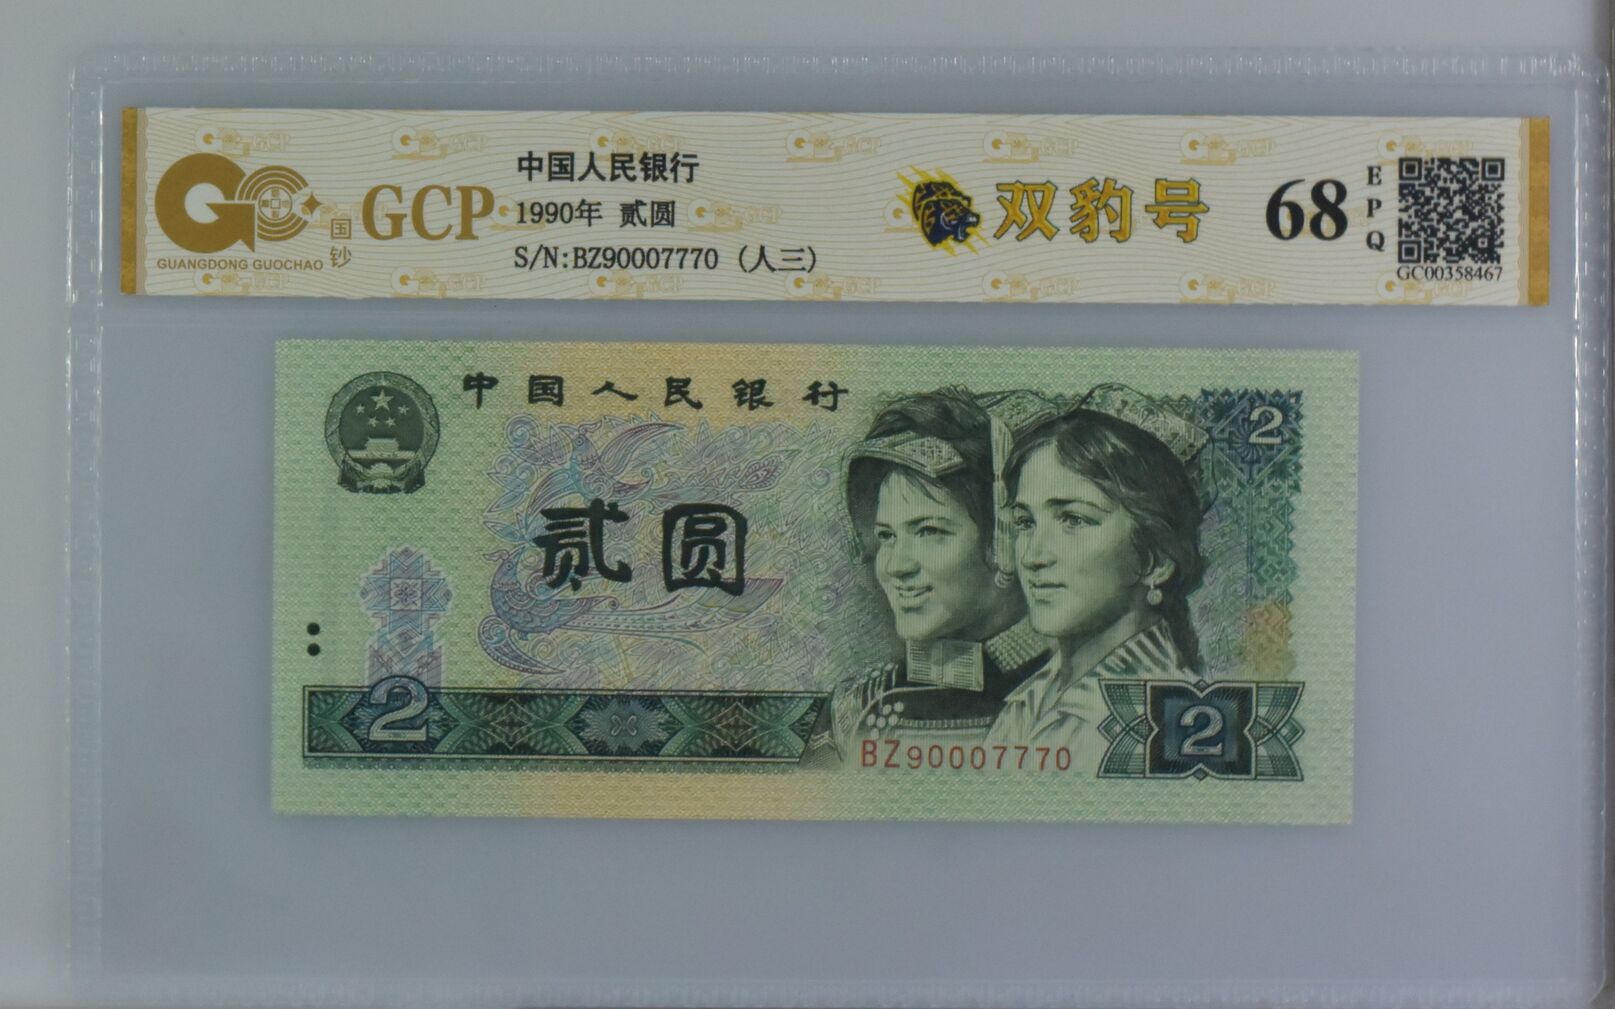 GUANGDONG GUOCHAO
国钞
GCP
中国人民银行
1990年 贰圆
S/N:BZ90007770 (人三)
双豹号
68
EPQ
GC00358467
中国人民银行
贰圆
2
2
2
BZ90007770